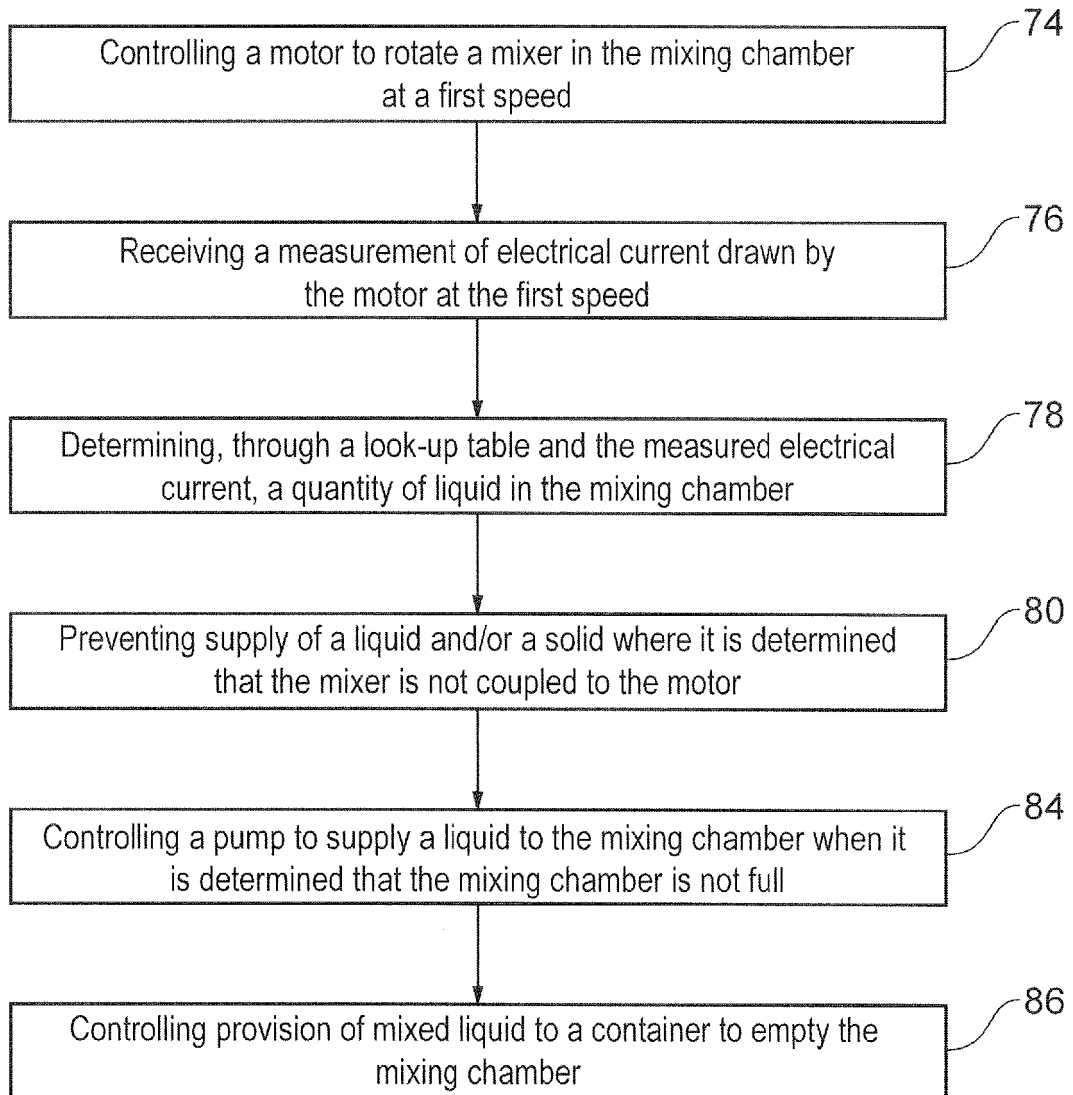 74
Controlling a motor to rotate a mixer in the mixing chamber
at a first speed
76
Receiving a measurement of electrical current drawn by
the motor at the first speed
78
Determining, through a look-up table and the measured electrical
current, a quantity of liquid in the mixing chamber
80
Preventing supply of a liquid and/or a solid where it is determined
that the mixer is not coupled to the motor
84
Controlling a pump to supply a liquid to the mixing chamber when it
is determined that the mixing chamber is not full
86
Controlling provision of mixed liquid to a container to empty the
mixing chamber